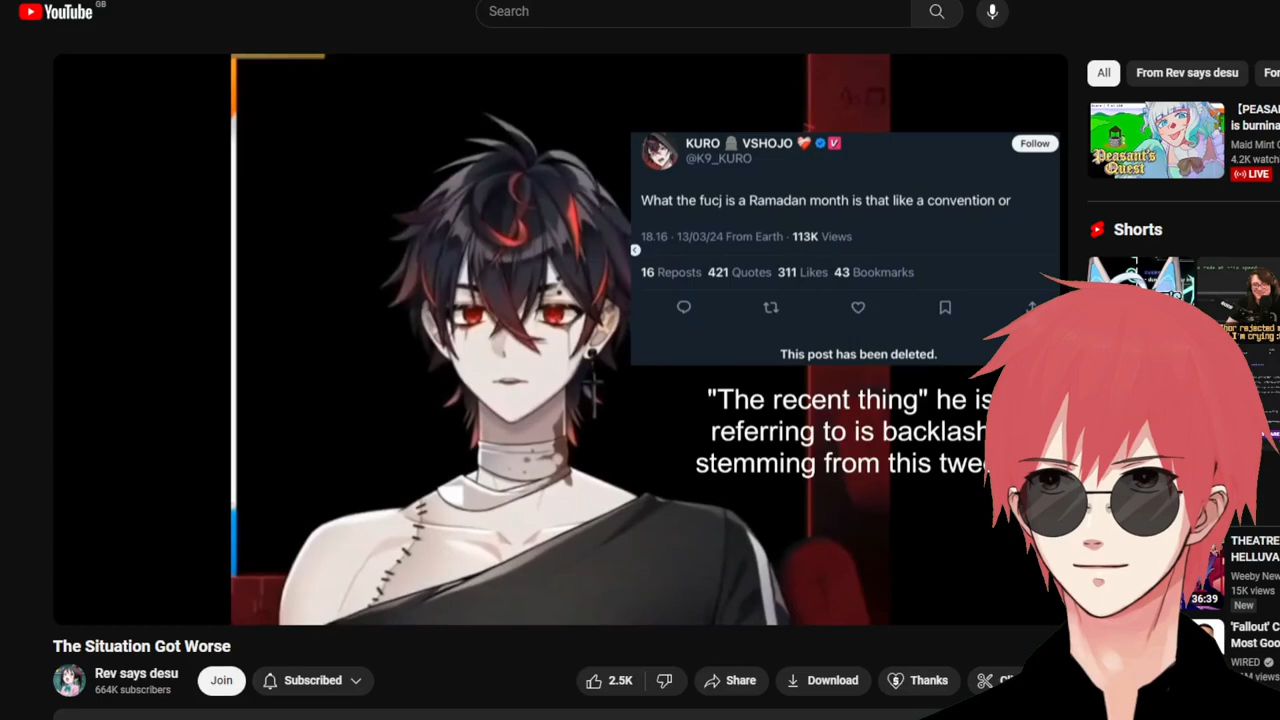 YouTube GB
Search
All
From Rev says desu
For
KURO VSHOJO
@K9_KURO
Follow
What the fucj is a Ramadan month is that like a convention or
18.16 · 13/03/24 From Earth · 113K Views
16 Reposts 421 Quotes 311 Likes 43 Bookmarks
This post has been deleted.
"The recent thing" he is
referring to is backlash
stemming from this twee
【PEASA
is burnina
Maid Mint
4.2K watch
LIVE
Peasant's
Quest
Shorts
hor rejected
I'm crying
THEATRE
HELLUVA
Weeby New
15K views
New
36:39
'Fallout' C
Most Goo
WIRED
M views
The Situation Got Worse
Rev says desu
664K subscribers
Join
Subscribed
2.5K
Share
Download
Thanks